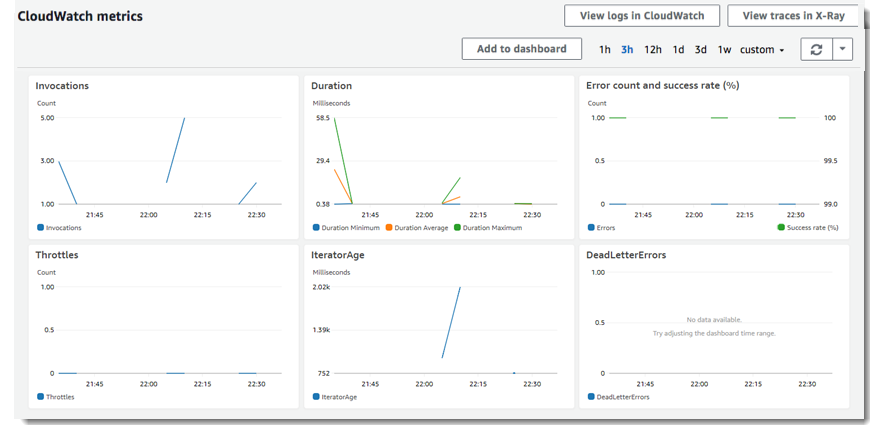 CloudWatch metrics
View logs in CloudWatch
View traces in X-Ray
Add to dashboard
1h 3h 12h 1d 3d 1w custom
Invocations
Count
5.00
3.00
1.00
21:45 22:00 22:15 22:30
Invocations
Duration
Milliseconds
58.5
29.4
0.38
21:45 22:00 22:15 22:30
Duration Minimum Duration Average Duration Maximum
Error count and success rate (%)
Count
1.00 100
0.5 99.5
0 99.0
21:45 22:00 22:15 22:30
Errors Success rate (%)
Throttles
Count
1.00
0.5
0
21:45 22:00 22:15 22:30
Throttles
IteratorAge
Milliseconds
2.02k
1.39k
752
21:45 22:00 22:15 22:30
IteratorAge
DeadLetterErrors
1.00
No data available.
0.5
Try adjusting the dashboard time range.
0
21:45 22:00 22:15 22:30
DeadLetterErrors